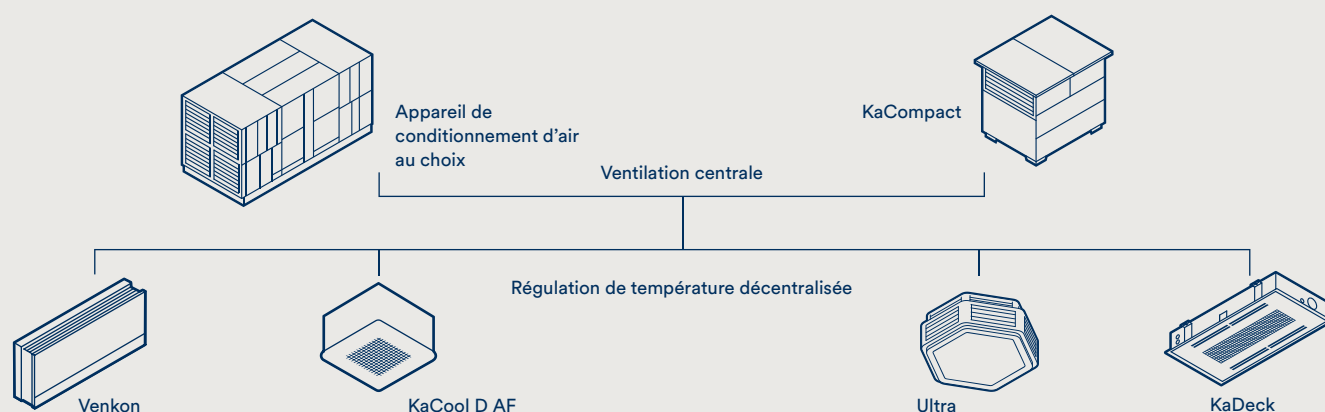 Appareil de
conditionnement d’air
au choix
KaCompact
Ventilation centrale
Régulation de température décentralisée
Venkon
KaCool D AF
Ultra
KaDeck